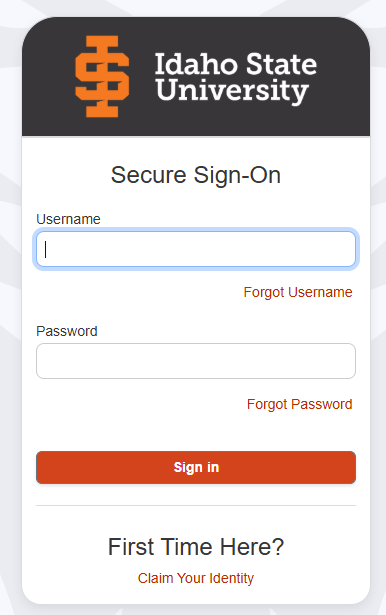 IS
Idaho State
University
Secure Sign-On
Username
Forgot Username
Password
Forgot Password
Sign in
First Time Here?
Claim Your Identity